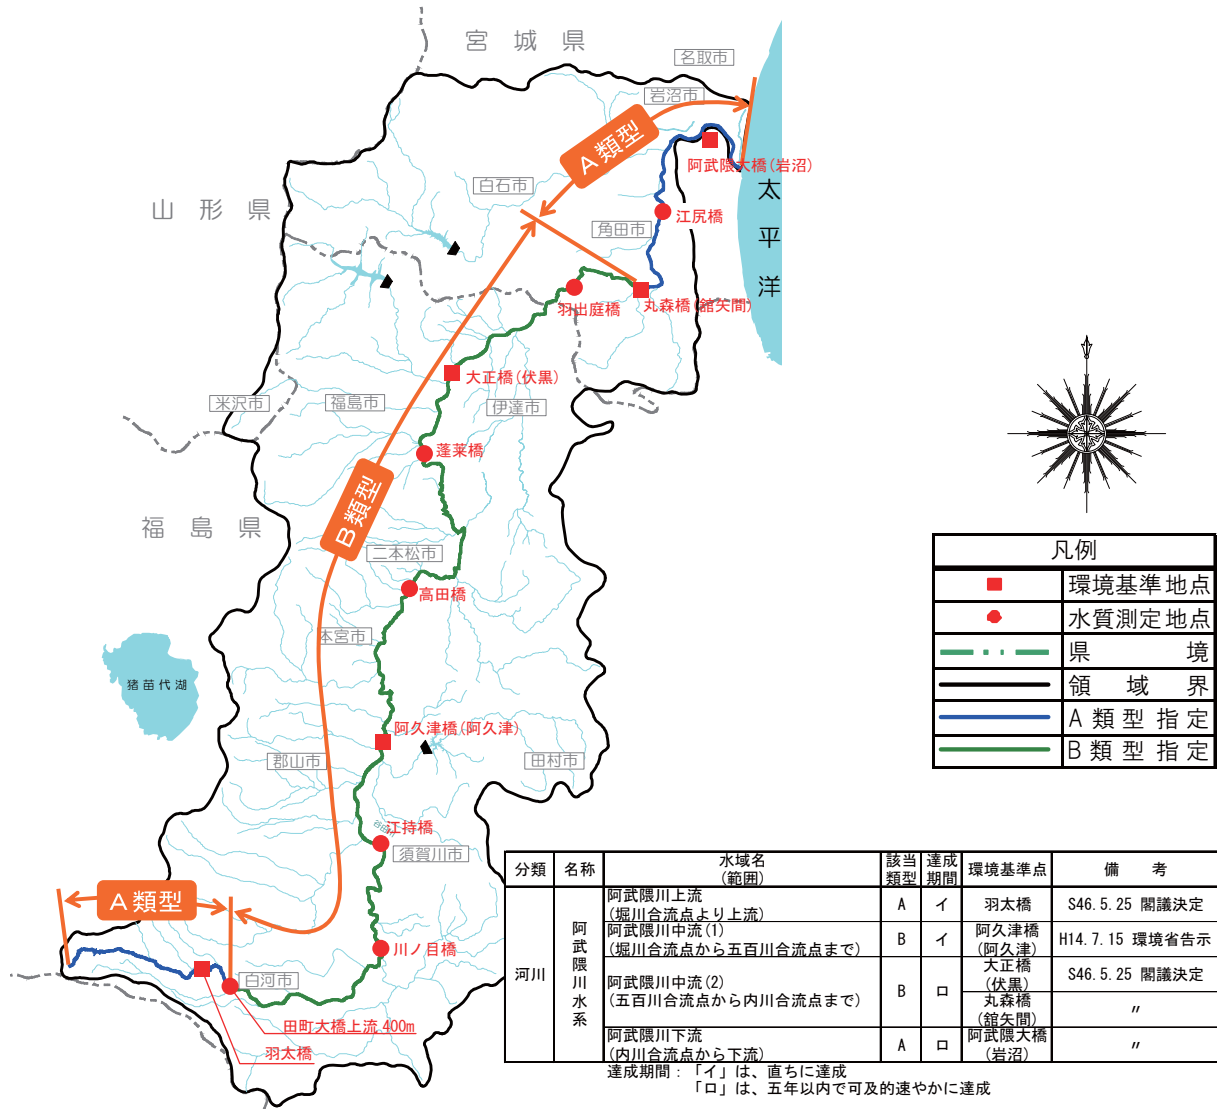 宮城県
名取市
岩沼市
A類型
阿武隈大橋(岩沼)
白石市
太平洋
山形県
江尻橋
角田市
丸森橋(舘矢間)
羽出庭橋
大正橋(伏黒)
米沢市
福島市
伊達市
蓬莱橋
B類型
福島県
二本松市
高田橋
本宮市
猪苗代湖
阿久津橋(阿久津)
郡山市
田村市
江持橋
須賀川市
A類型
川ノ目橋
白河市
田町大橋上流400m
羽太橋
凡例
環境基準地点
水質測定地点
県境
領域界
A類型指定
B類型指定
分類 名称 水域名(範囲) 該当類型 達成期間 環境基準点 備考
河川 阿武隈川水系
阿武隈川上流(堀川合流点より上流) A イ 羽太橋 S46.5.25 閣議決定
阿武隈川中流(1)(堀川合流点から五百川合流点まで) B イ 阿久津橋(阿久津) H14.7.15 環境省告示
阿武隈川中流(2)(五百川合流点から内川合流点まで) B ロ 大正橋(伏黒) S46.5.25 閣議決定
丸森橋(舘矢間) 〃
阿武隈川下流(内川合流点から下流) A ロ 阿武隈大橋(岩沼) 〃
達成期間:「イ」は、直ちに達成
「ロ」は、五年以内で可及的速やかに達成